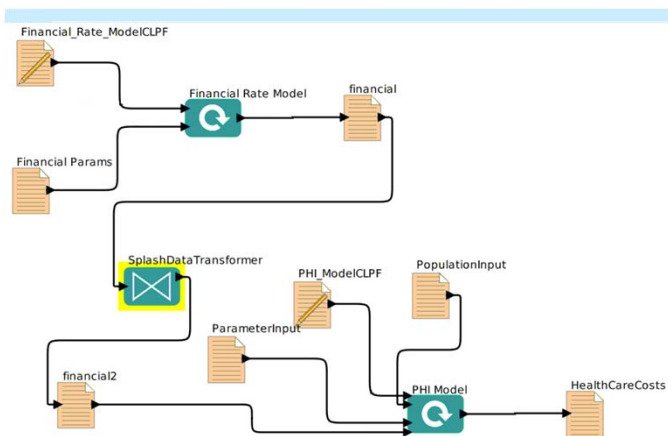 Financial_Rate_ModelCLPF
Financial Rate Model
financial
Financial Params
SplashDataTransformer
PHI_ModelCLPF
PopulationInput
ParameterInput
financial2
PHI Model
HealthCareCosts